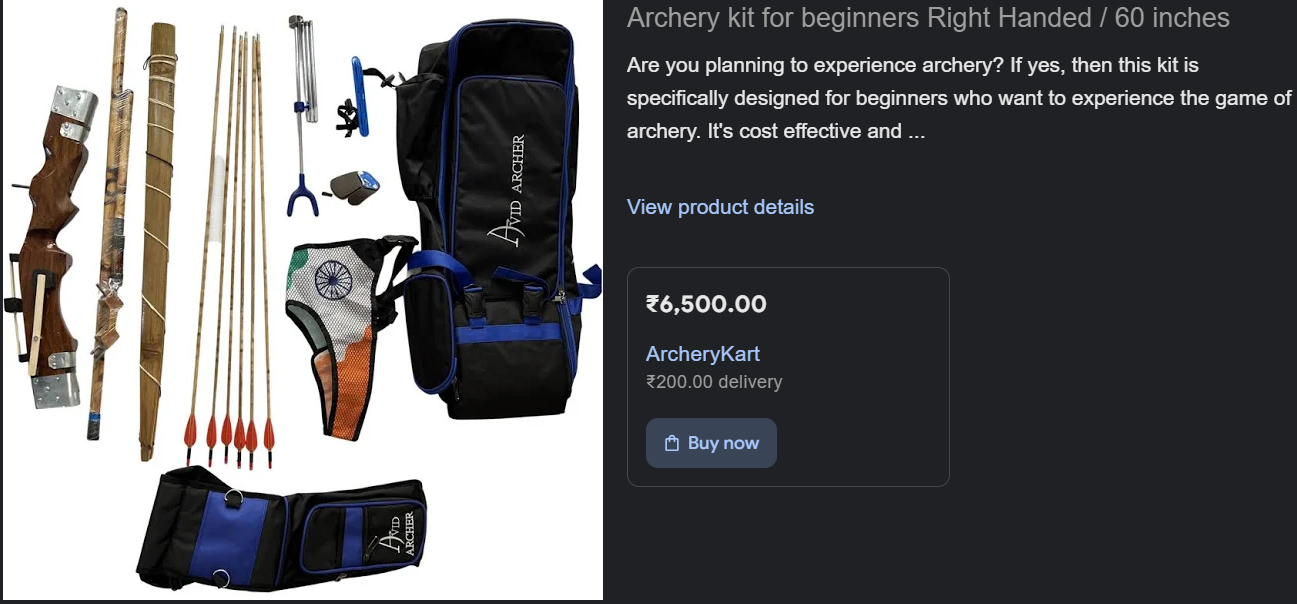 Archery kit for beginners Right Handed / 60 inches
Are you planning to experience archery? If yes, then this kit is
specifically designed for beginners who want to experience the game of
archery. It's cost effective and ...
View product details
₹6,500.00
ArcheryKart
₹200.00 delivery
Buy now
AVID ARCHER
AVID
ARCHER